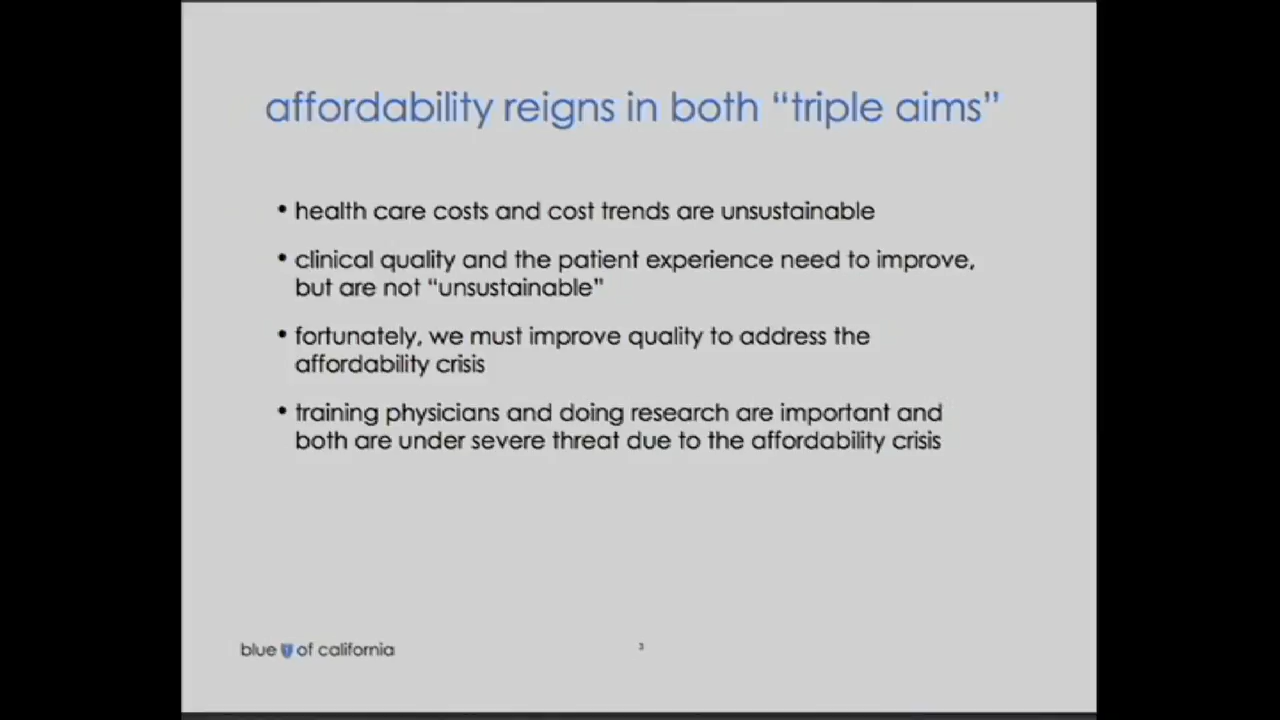 affordability reigns in both “triple aims”
• health care costs and cost trends are unsustainable
• clinical quality and the patient experience need to improve,
but are not “unsustainable”
• fortunately, we must improve quality to address the
affordability crisis
• training physicians and doing research are important and
both are under severe threat due to the affordability crisis
blue of california
3